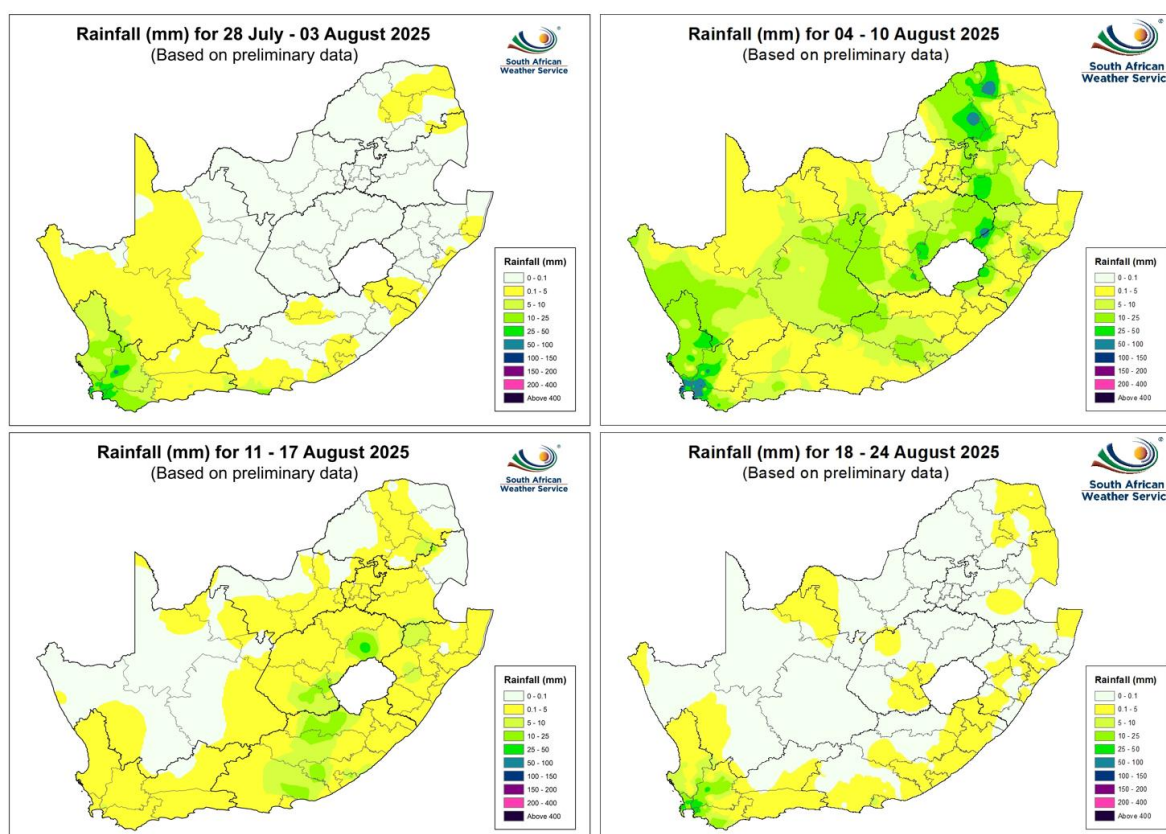 Rainfall (mm) for 28 July - 03 August 2025
(Based on preliminary data)
South African
Weather Service
Rainfall (mm)
0 - 0.1
0.1 - 5
5 - 10
10 - 25
25 - 50
50 - 100
100 - 150
150 - 200
200 - 400
Above 400
Rainfall (mm) for 04 - 10 August 2025
(Based on preliminary data)
®
South African
Weather Service
Rainfall (mm)
0 - 0.1
0.1 - 5
5 - 10
10 - 25
25 - 50
50 - 100
100 - 150
150 - 200
200 - 400
Above 400
Rainfall (mm) for 11 - 17 August 2025
(Based on preliminary data)
®
South African
Weather Service
Rainfall (mm)
0 - 0.1
0.1 - 5
5 - 10
10 - 25
25 - 50
50 - 100
100 - 150
150 - 200
200 - 400
Above 400
Rainfall (mm) for 18 - 24 August 2025
(Based on preliminary data)
®
South African
Weather Service
Rainfall (mm)
0 - 0.1
0.1 - 5
5 - 10
10 - 25
25 - 50
50 - 100
100 - 150
150 - 200
200 - 400
Above 400